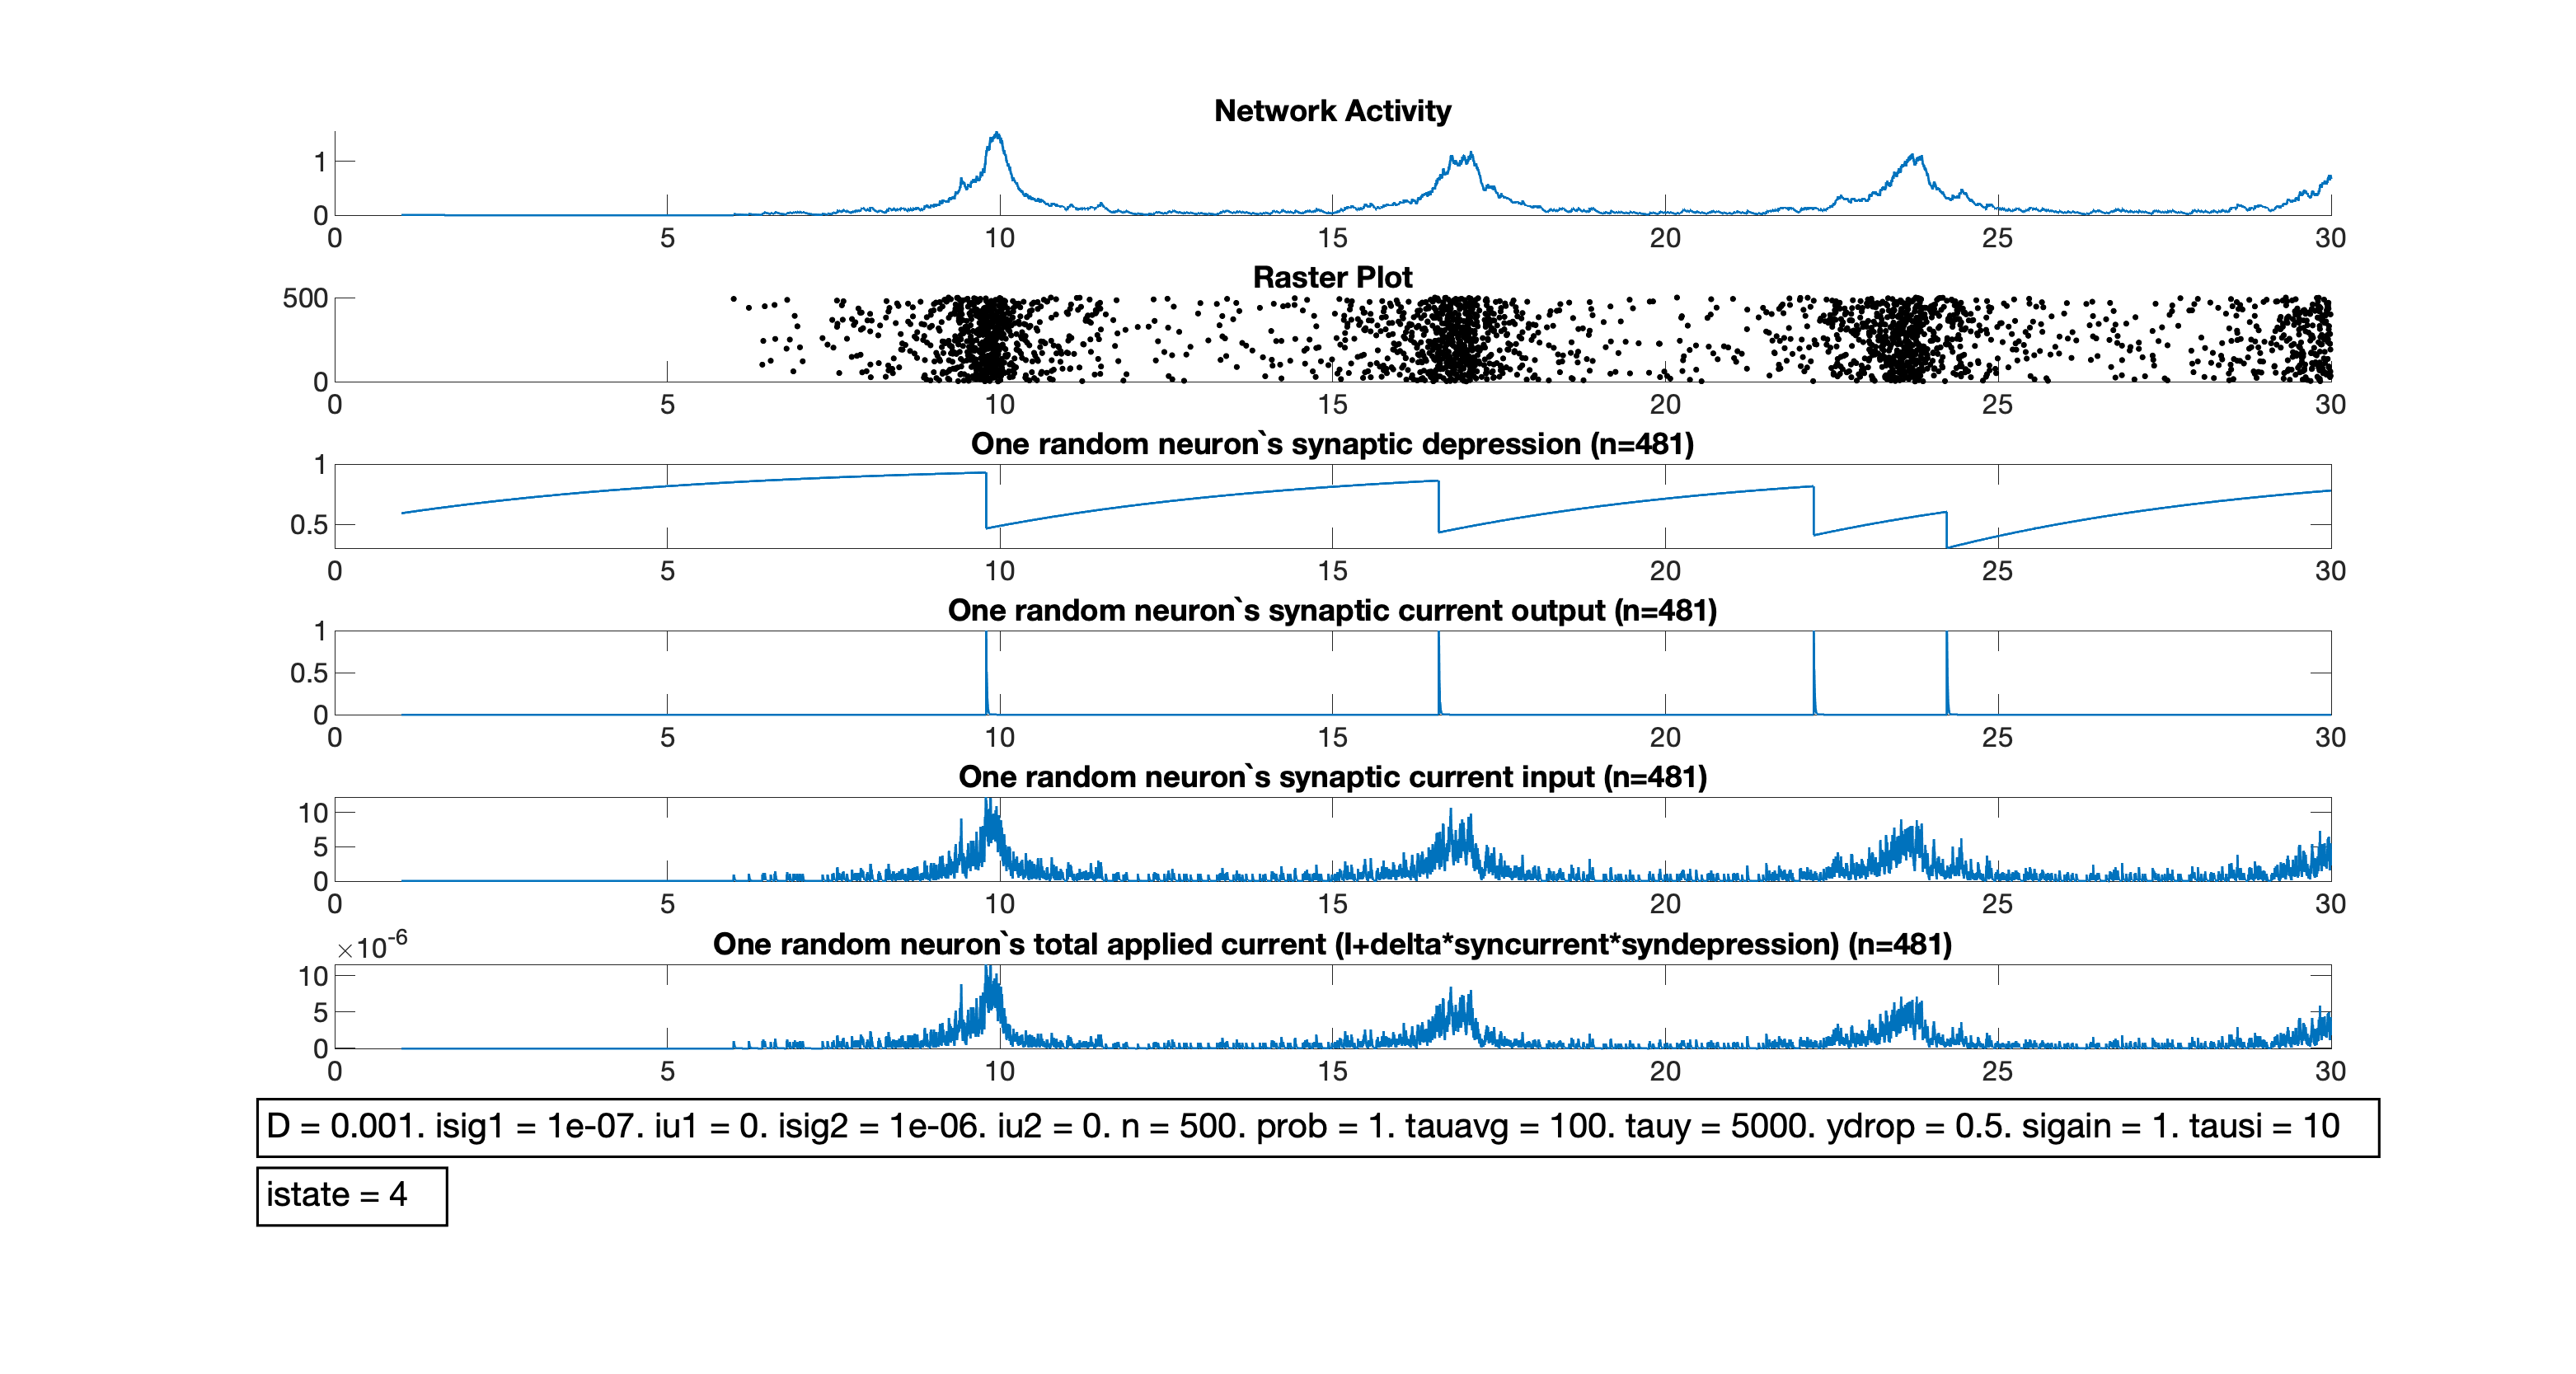 Network Activity
1
0
0 5 10 15 20 25 30
Raster Plot
500
0
0 5 10 15 20 25 30
One random neuron`s synaptic depression (n=481)
1
0.5
0 5 10 15 20 25 30
One random neuron`s synaptic current output (n=481)
1
0.5
0
0 5 10 15 20 25 30
One random neuron`s synaptic current input (n=481)
10
5
0
0 5 10 15 20 25 30
×10-6 One random neuron`s total applied current (I+delta*syncurrent*syndepression) (n=481)
10
5
0
0 5 10 15 20 25 30
D = 0.001. isig1 = 1e-07. iu1 = 0. isig2 = 1e-06. iu2 = 0. n = 500. prob = 1. tauavg = 100. tauy = 5000. ydrop = 0.5. sigain = 1. tausi = 10
istate = 4